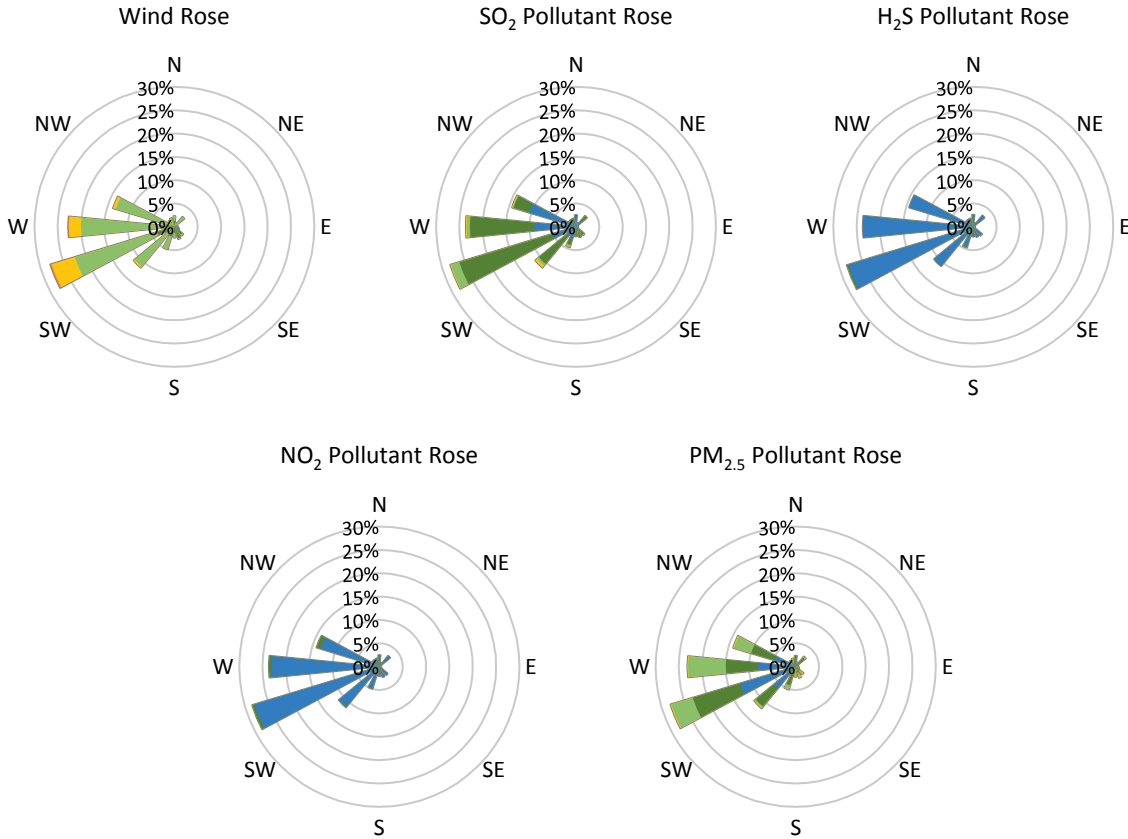 Wind Rose
N
30%
25%
20%
15%
10%
5%
0%
NW
NE
W
E
SW
SE
S
SO₂ Pollutant Rose
N
30%
25%
20%
15%
10%
5%
0%
NW
NE
W
E
SW
SE
S
H₂S Pollutant Rose
N
30%
25%
20%
15%
10%
5%
0%
NW
NE
W
E
SW
SE
S
NO₂ Pollutant Rose
N
30%
25%
20%
15%
10%
5%
0%
NW
NE
W
E
SW
SE
S
PM₂.₅ Pollutant Rose
N
30%
25%
20%
15%
10%
5%
0%
NW
NE
W
E
SW
SE
S